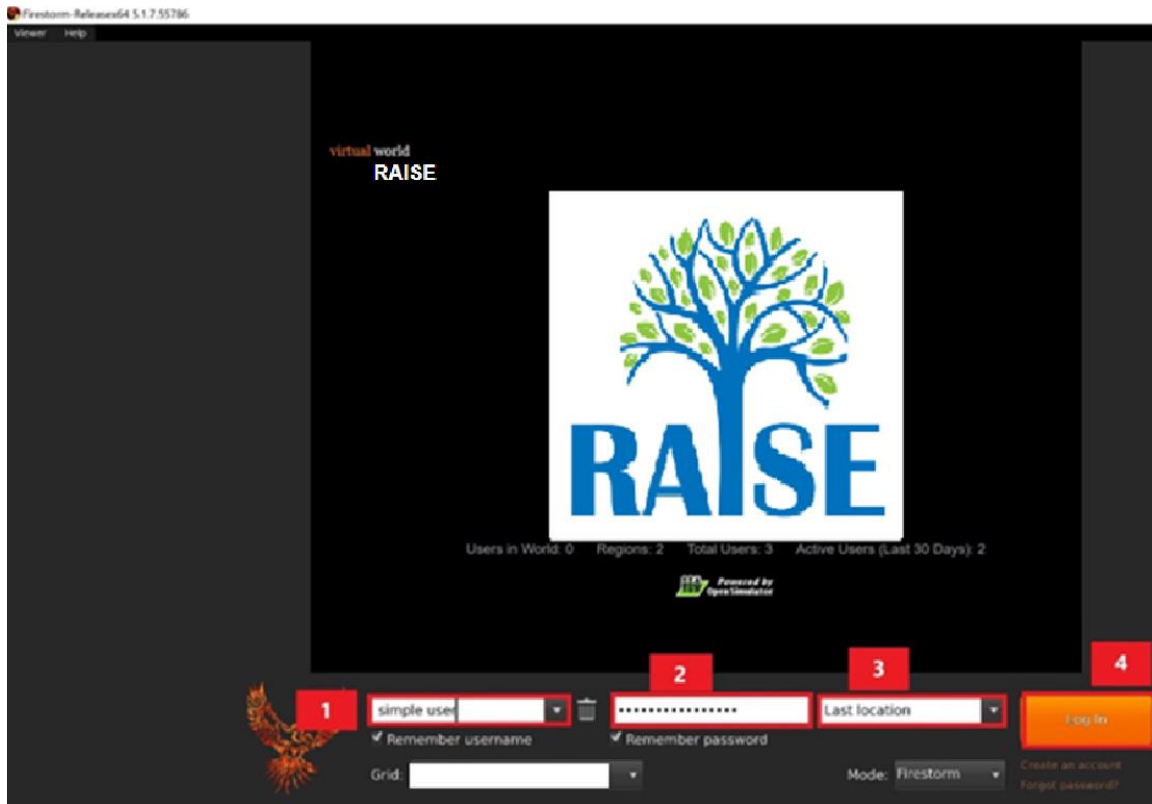 Firestorm-Releasex64 5.1.7.55786
Viewer Help
virtual world
RAISE
RAISE
Users in World: 0 Regions: 2 Total Users: 3 Active Users (Last 30 Days): 2
Powered by
OpenSimulator
1 2 3 4
simple user •••••••••••••••• Last location Log In
Remember username Remember password
Grid: Mode: Firestorm
Create an account
Forgot password?